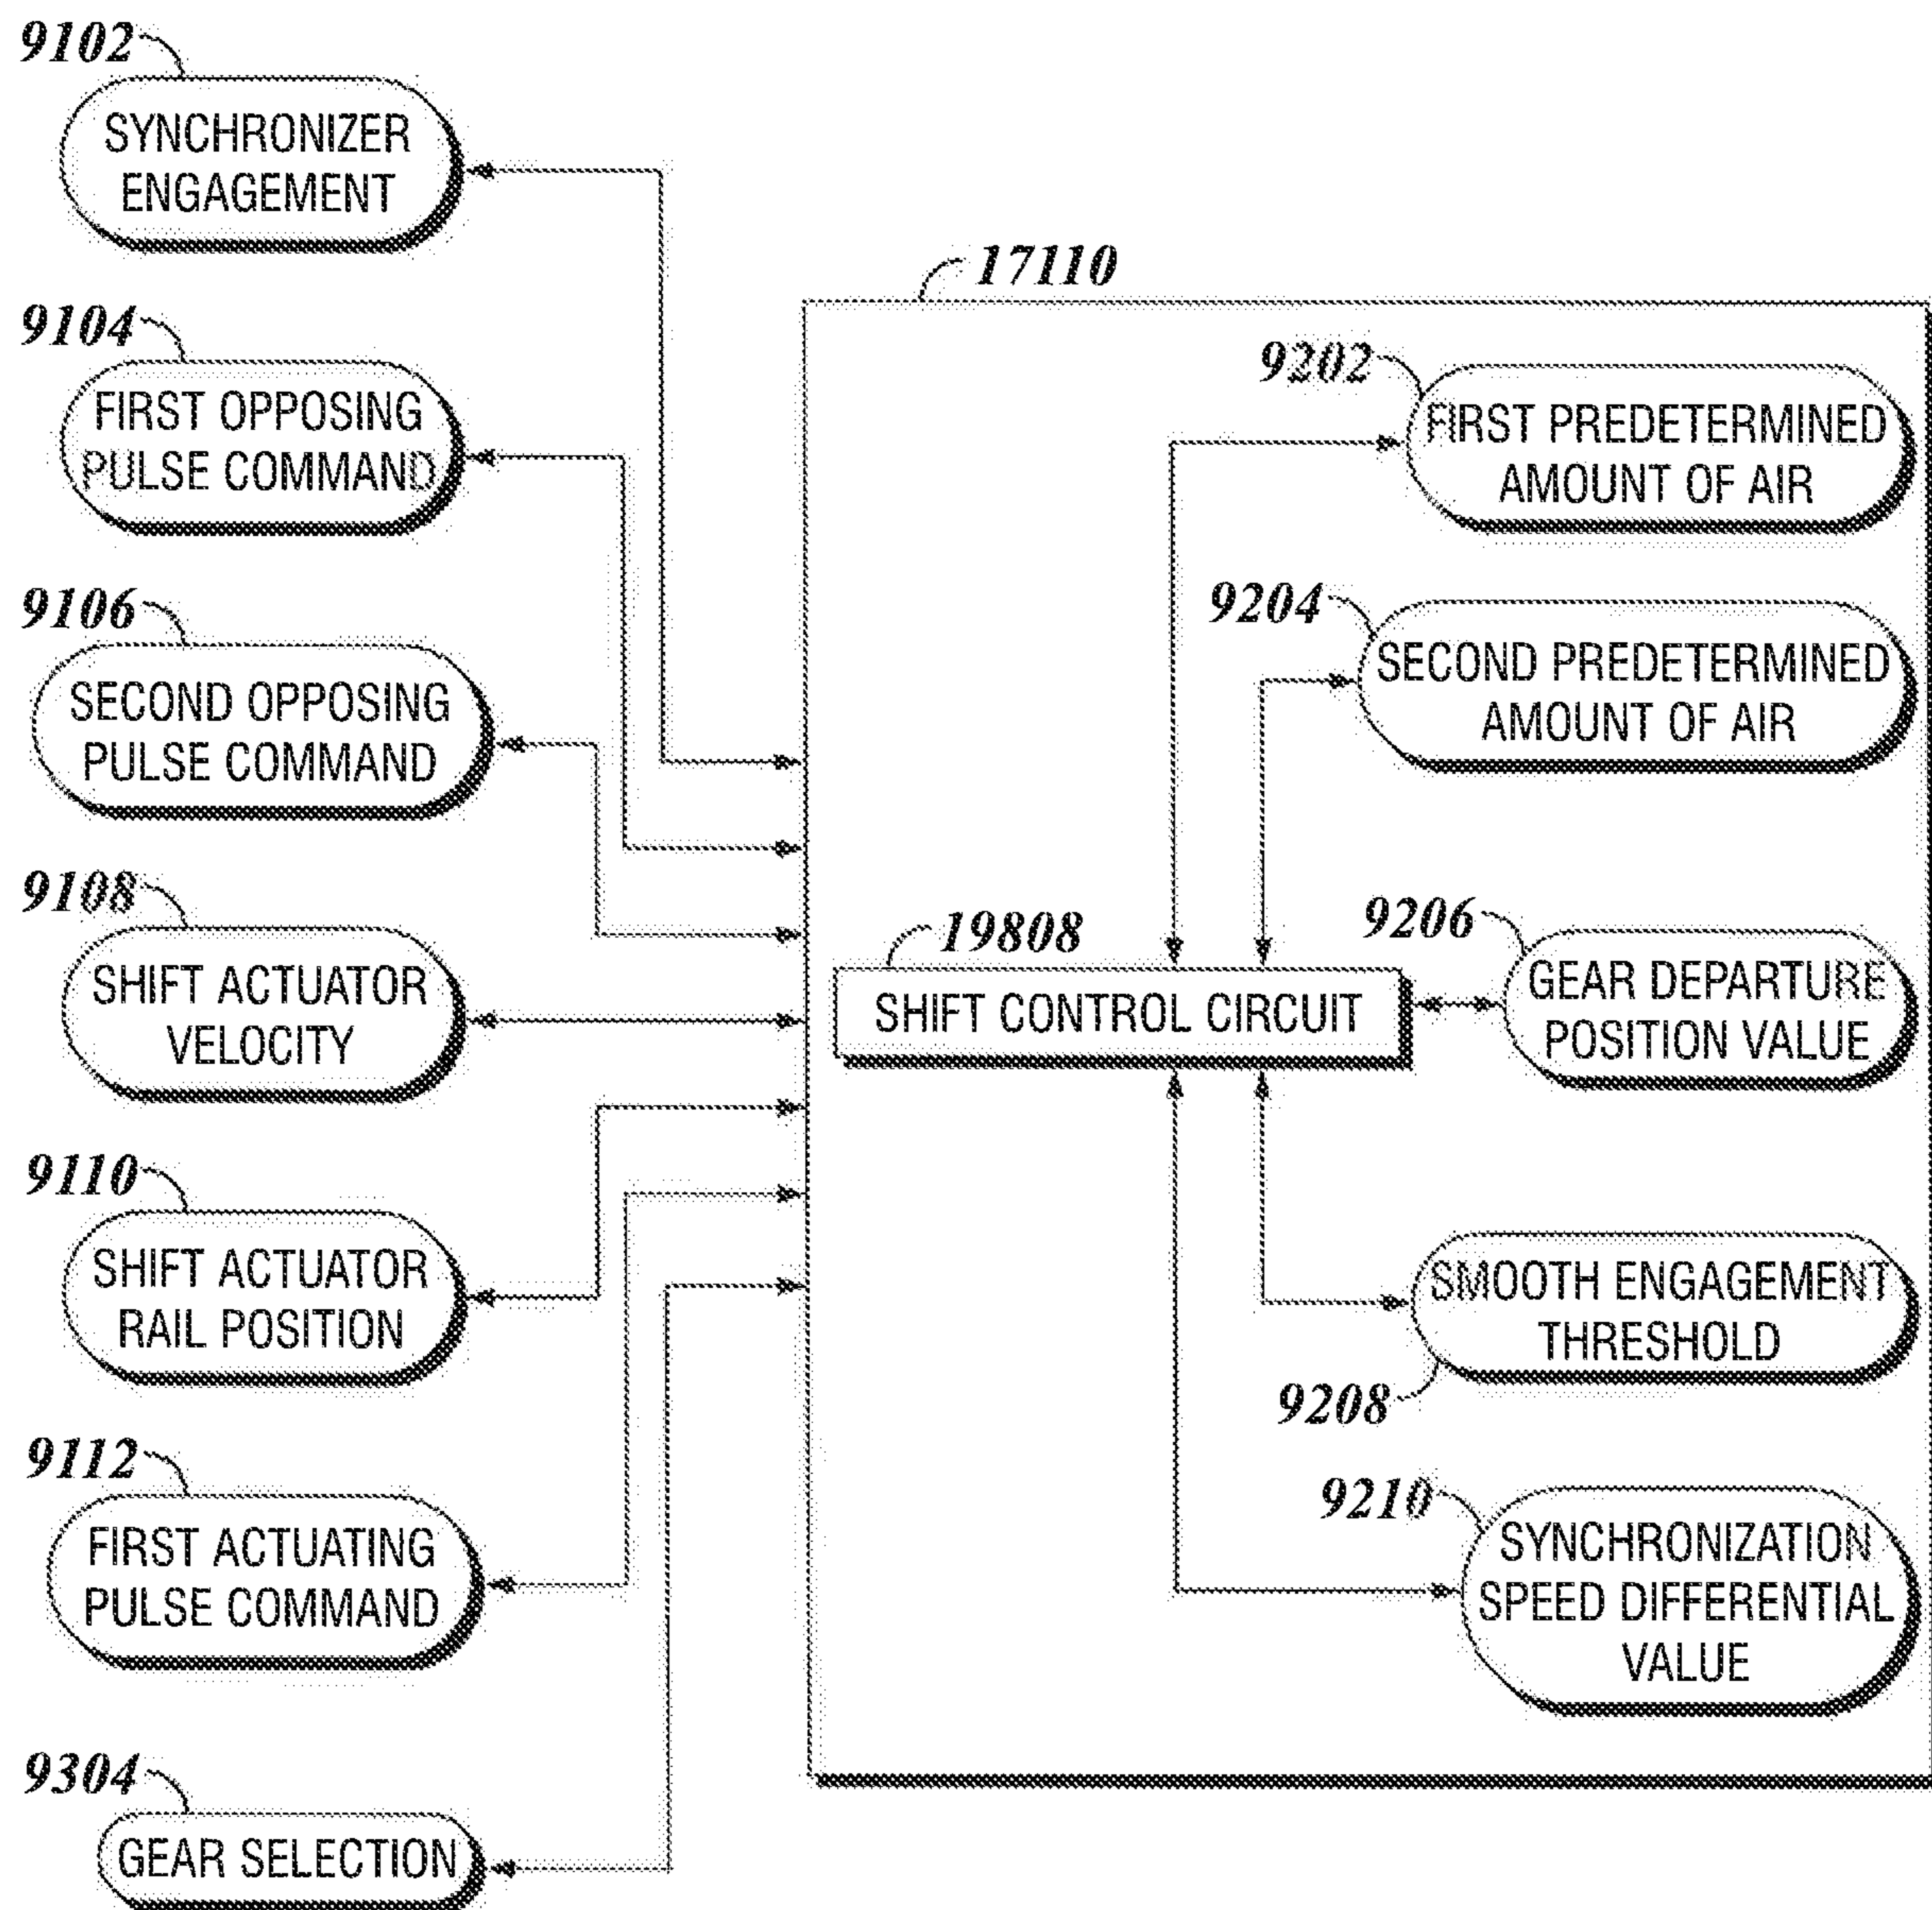 9102
SYNCHRONIZER
ENGAGEMENT
9104
FIRST OPPOSING
PULSE COMMAND
9106
SECOND OPPOSING
PULSE COMMAND
9108
SHIFT ACTUATOR
VELOCITY
9110
SHIFT ACTUATOR
RAIL POSITION
9112
FIRST ACTUATING
PULSE COMMAND
9304
GEAR SELECTION
17110
19808
SHIFT CONTROL CIRCUIT
9202
FIRST PREDETERMINED
AMOUNT OF AIR
9204
SECOND PREDETERMINED
AMOUNT OF AIR
9206
GEAR DEPARTURE
POSITION VALUE
SMOOTH ENGAGEMENT
THRESHOLD
9208
9210
SYNCHRONIZATION
SPEED DIFFERENTIAL
VALUE